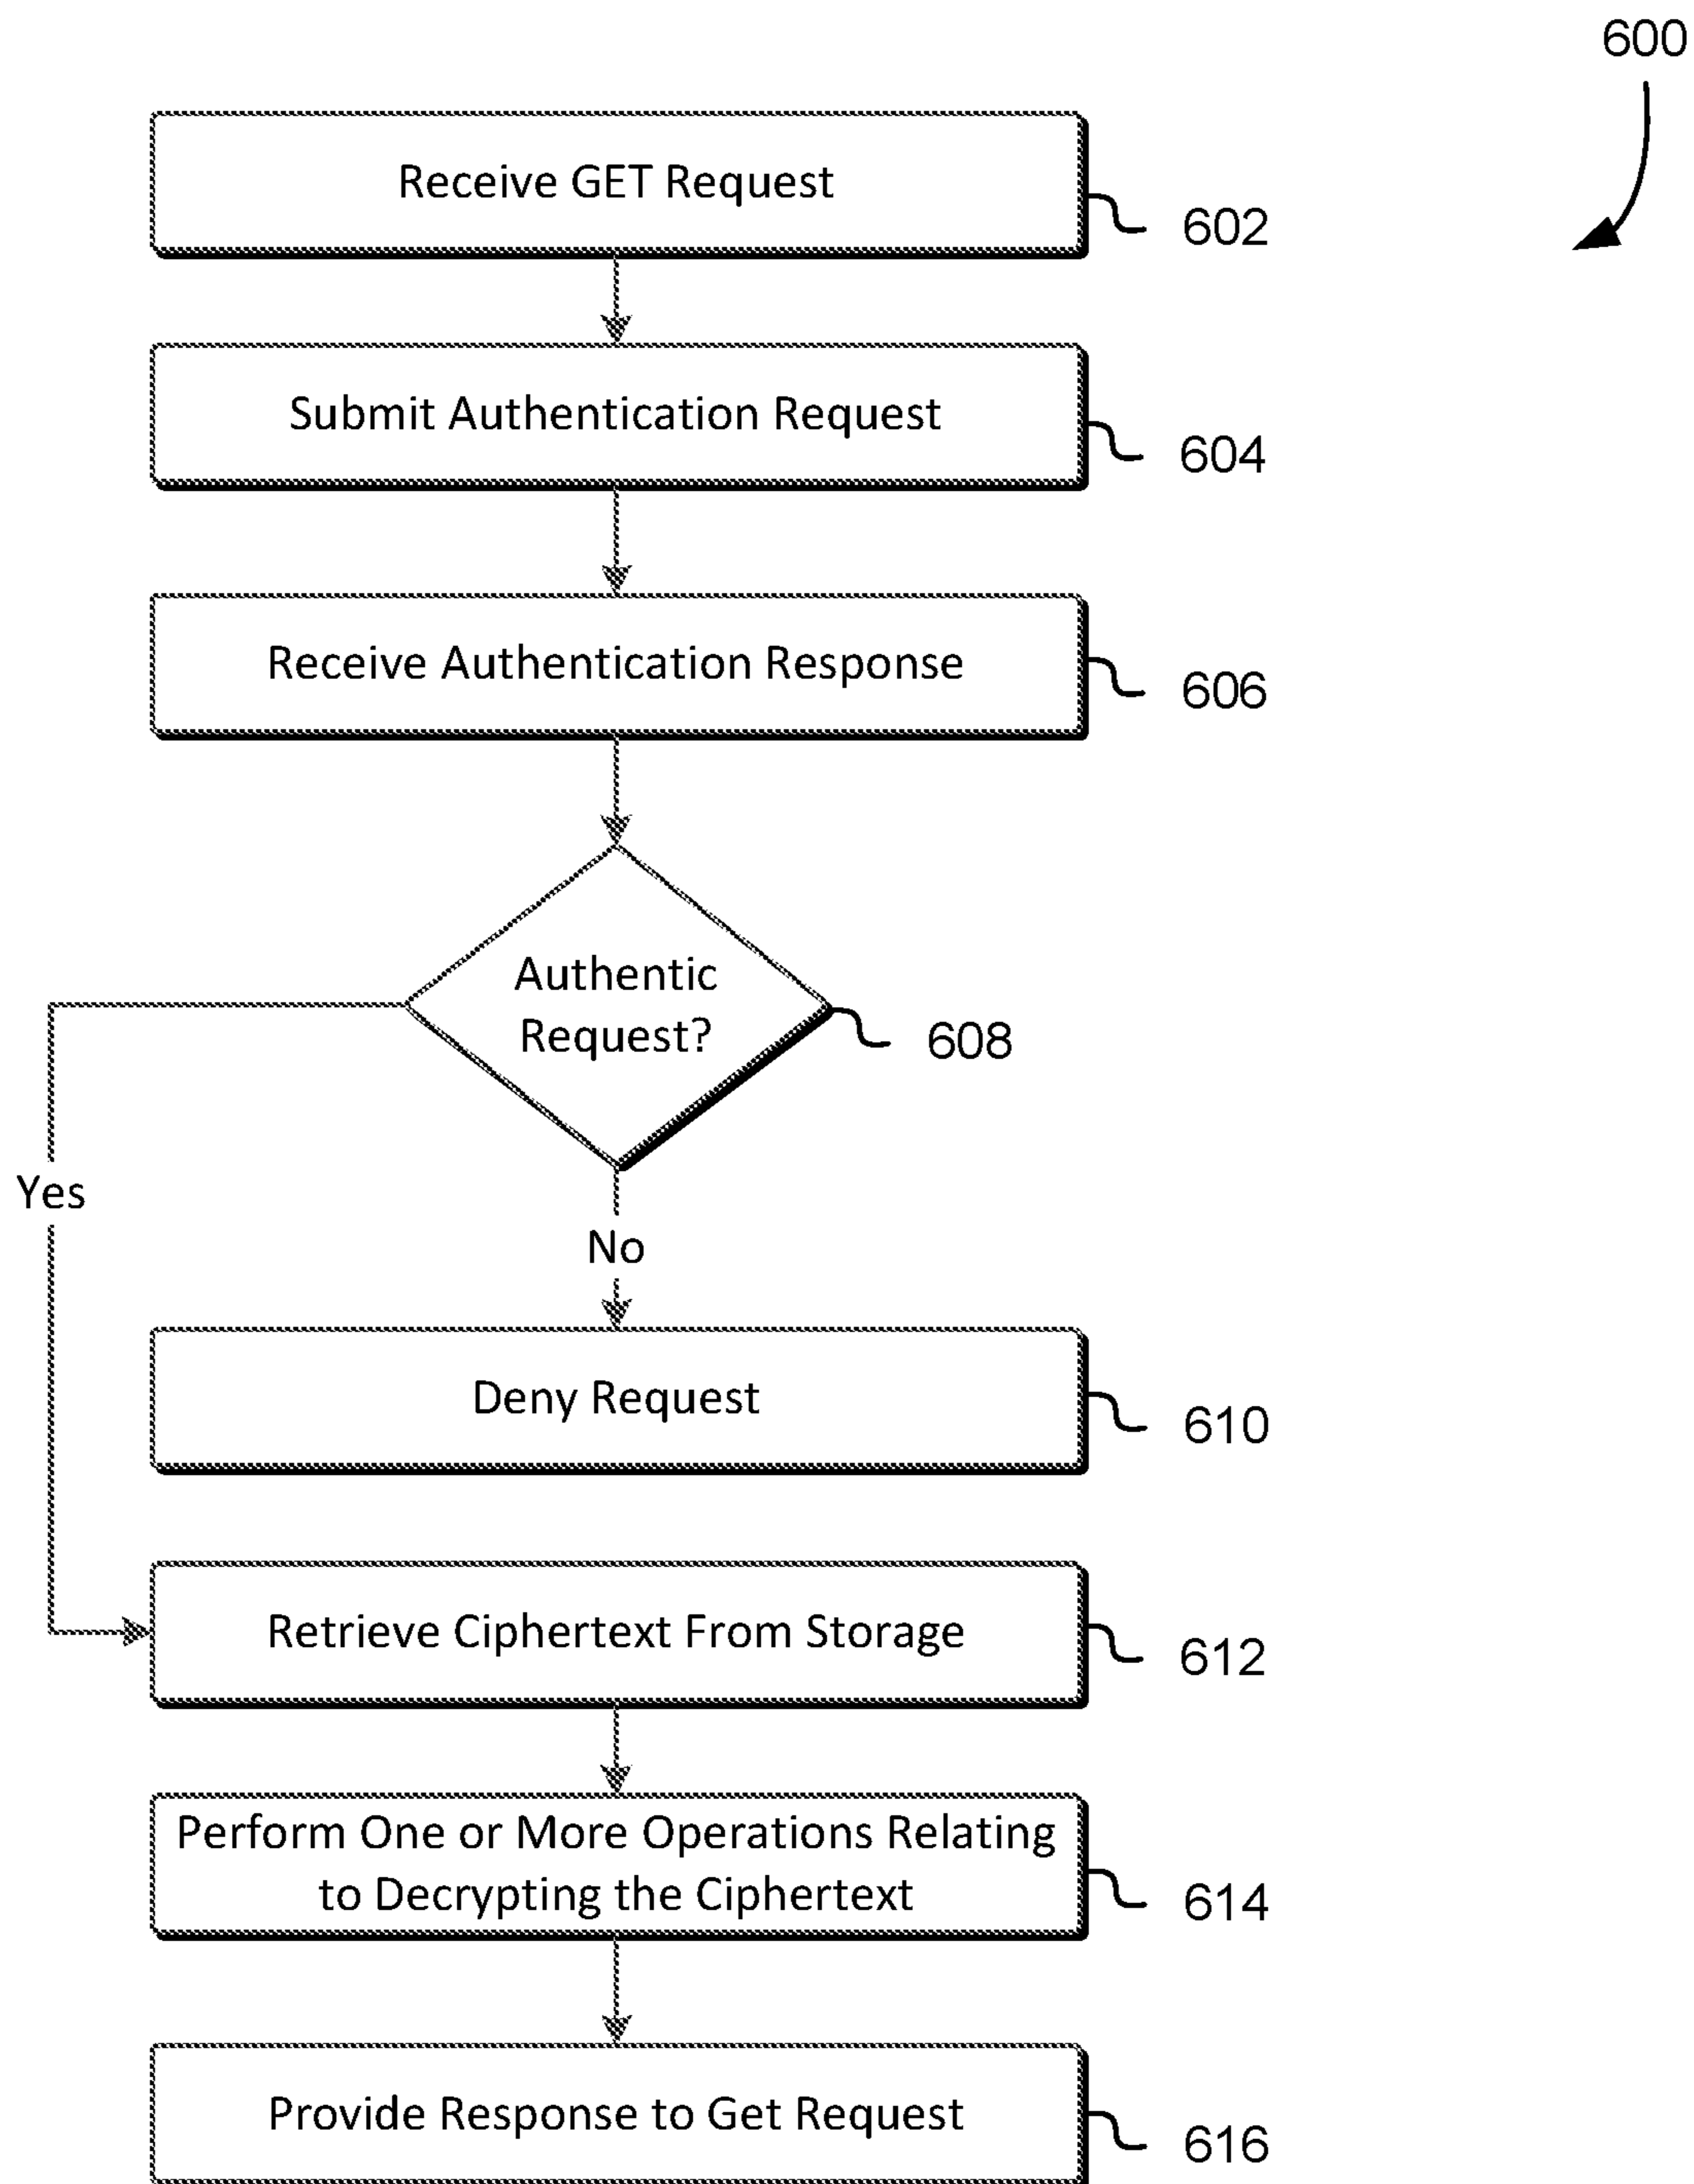 600
Receive GET Request
602
Submit Authentication Request
604
Receive Authentication Response
606
Authentic
Request?
608
Yes
No
Deny Request
610
Retrieve Ciphertext From Storage
612
Perform One or More Operations Relating
to Decrypting the Ciphertext
614
Provide Response to Get Request
616